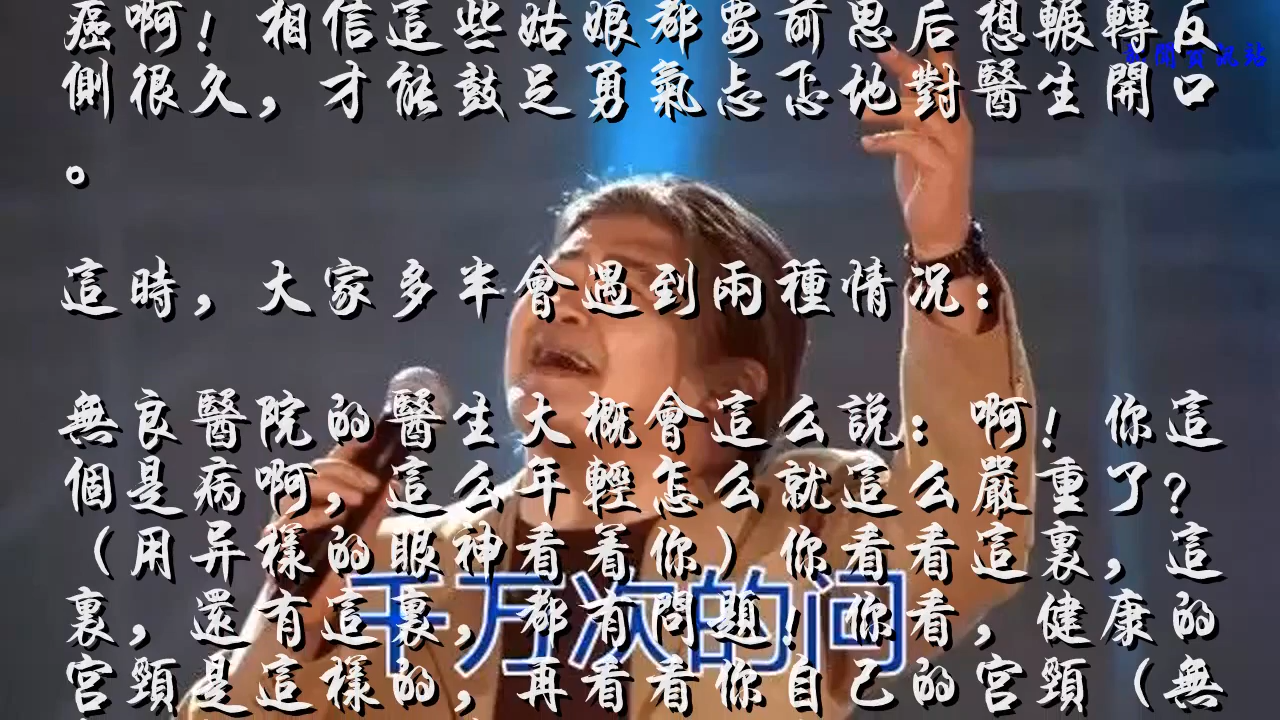 癌啊！相信這些姑娘都要前思后想輾轉反
側很久，才能鼓足勇氣忐忑地對醫生開口
。
這時，大家多半會遇到兩種情况：
無良醫院的醫生大概會這么説：啊！你這
個是病啊，這么年輕怎么就這么嚴重了？
（用异樣的眼神看着你）你看看這裏，這
裏，還有這裏，都有問題！你看，健康的
宫頸是這樣的，再看看你自己的宫頸（無
千万次的问